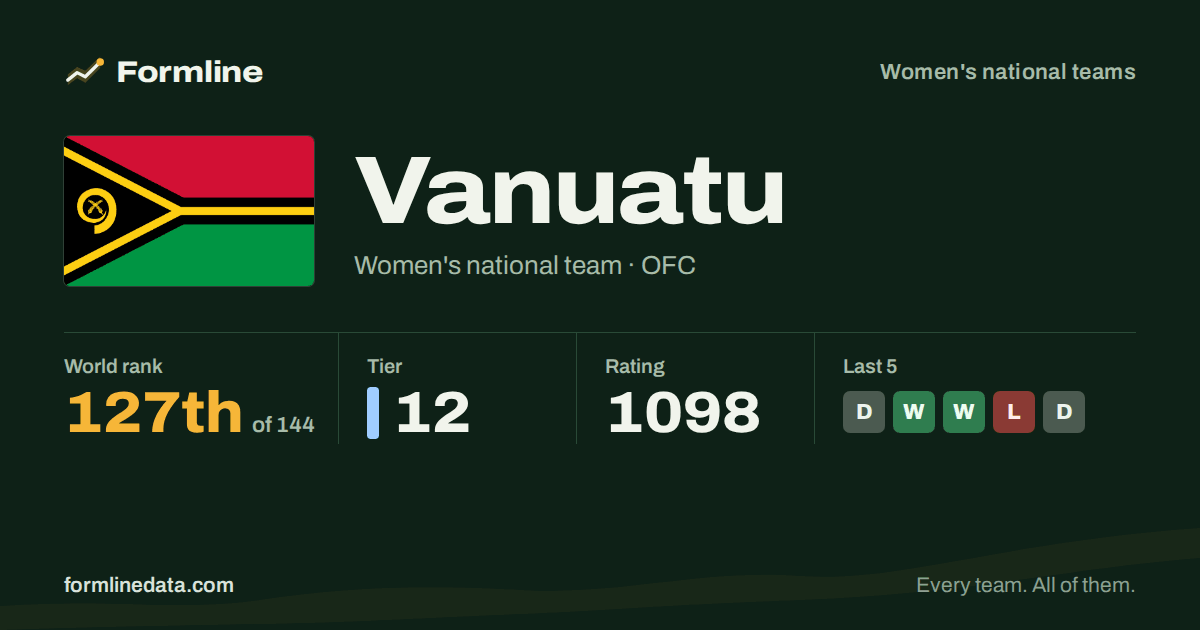 Formline
Women's national teams
Vanuatu
Women's national team · OFC
World rank
127th of 144
Tier
12
Rating
1098
Last 5
D W W L D
formlinedata.com
Every team. All of them.